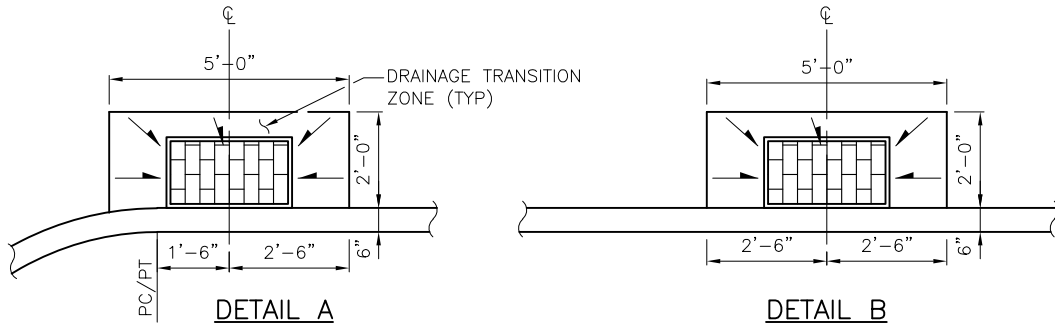 ℄
5'-0"
DRAINAGE TRANSITION
ZONE (TYP)
2'-0"
6"
1'-6"
2'-6"
PC/PT
DETAIL A
℄
5'-0"
2'-0"
6"
2'-6"
2'-6"
DETAIL B